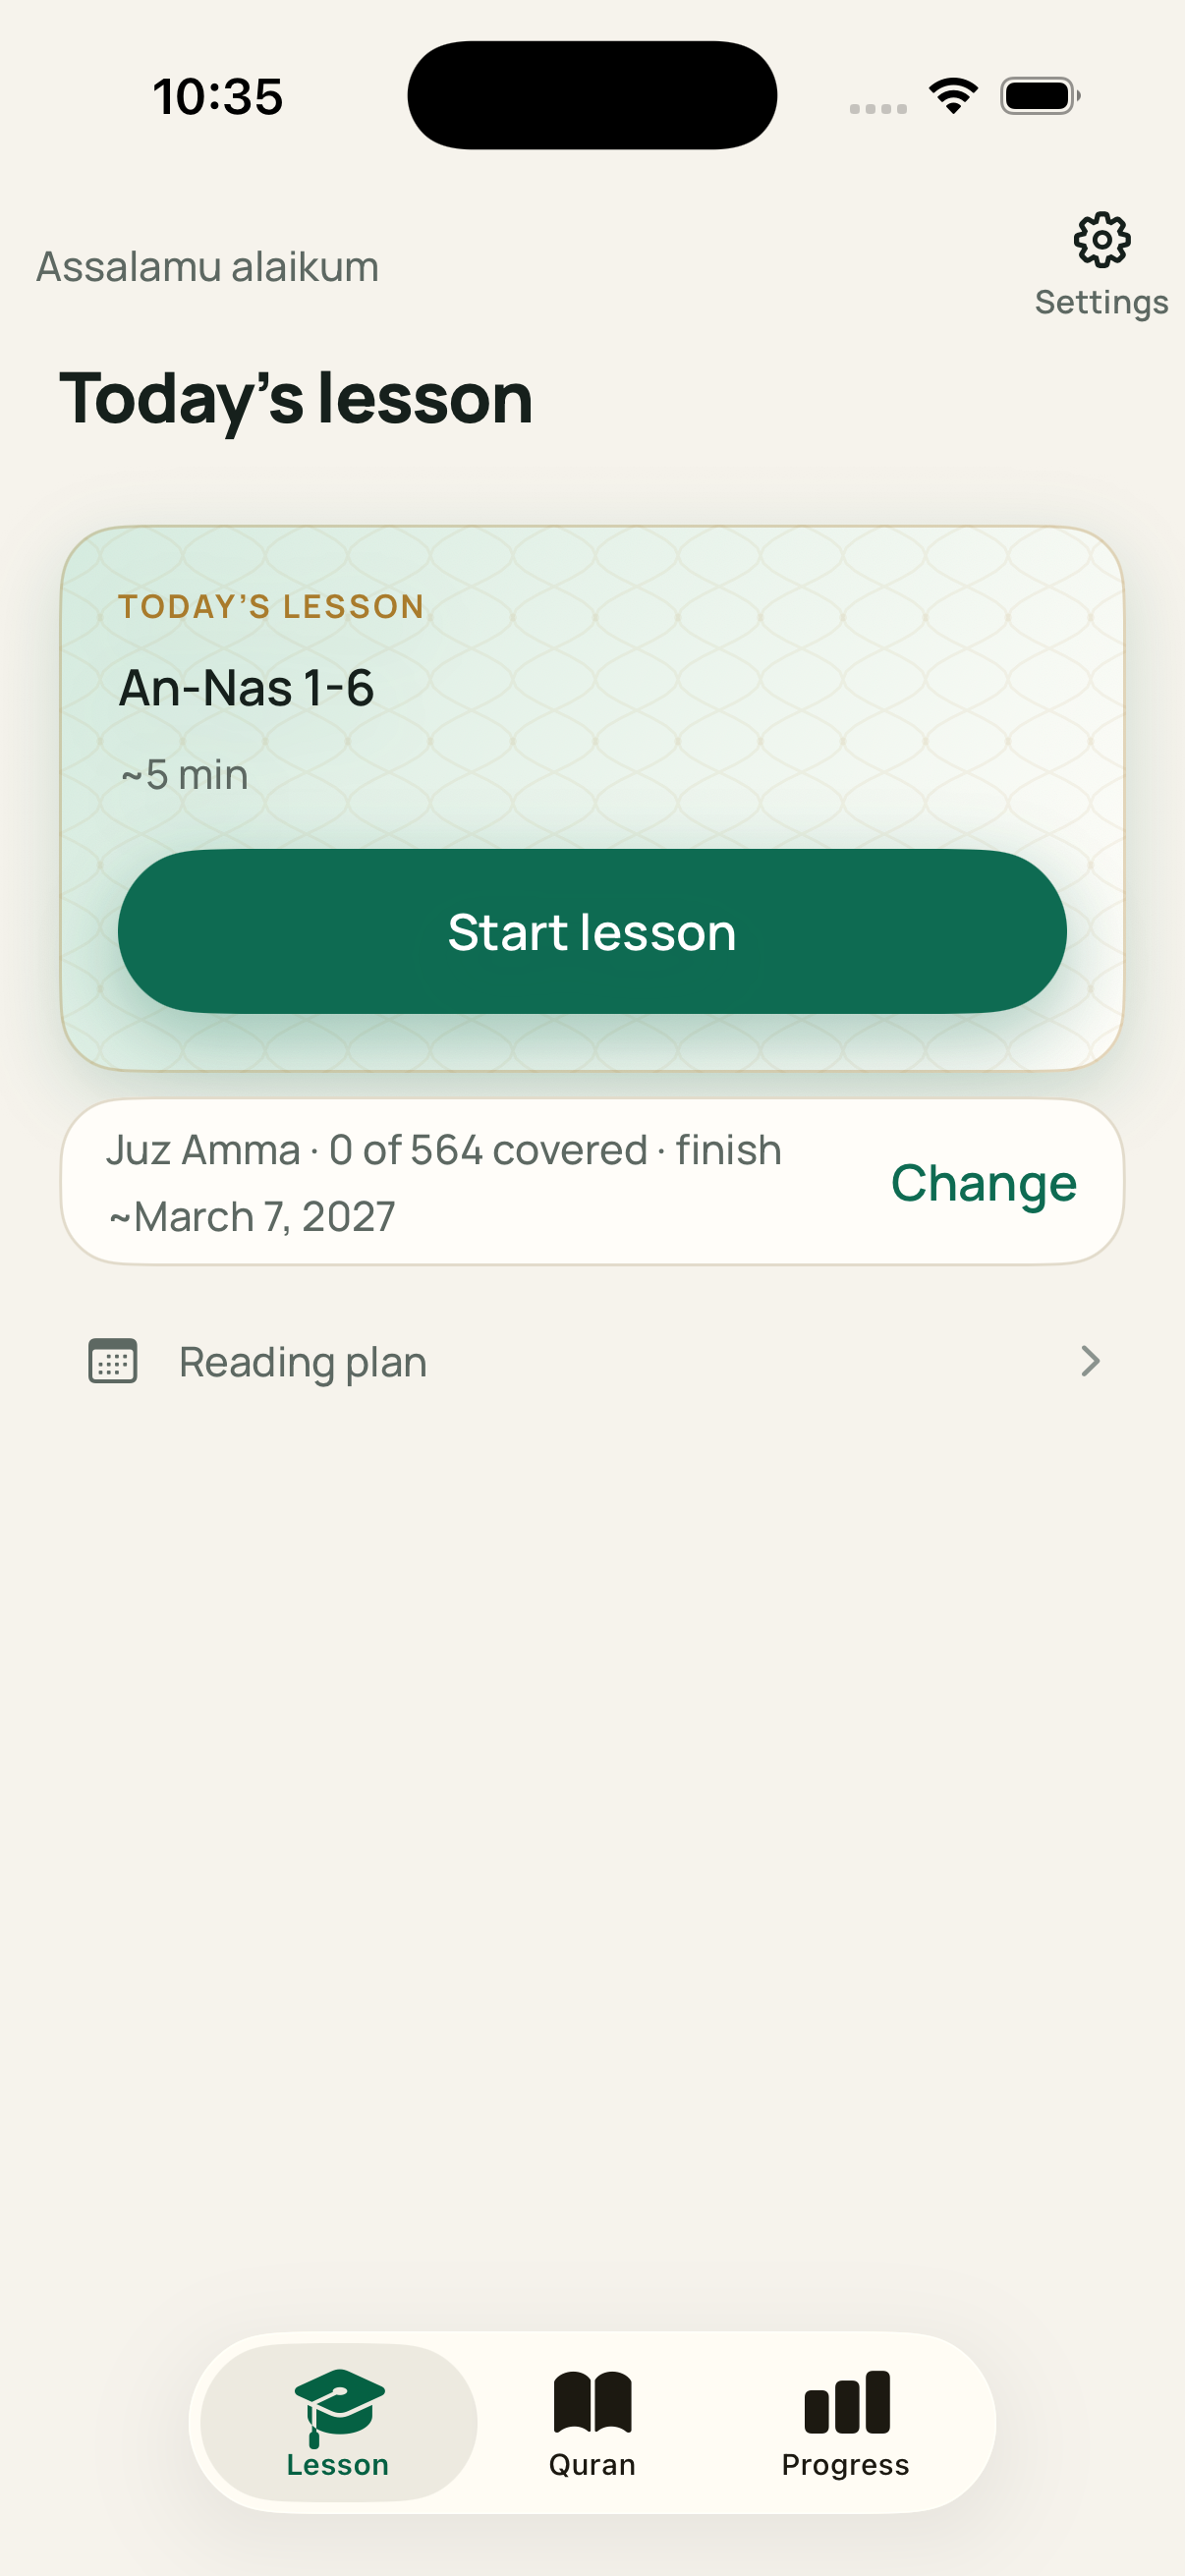 10:35
Assalamu alaikum
Settings
Today’s lesson
TODAY’S LESSON
An-Nas 1-6
~5 min
Start lesson
Juz Amma · 0 of 564 covered · finish
~March 7, 2027
Change
Reading plan
Lesson
Quran
Progress